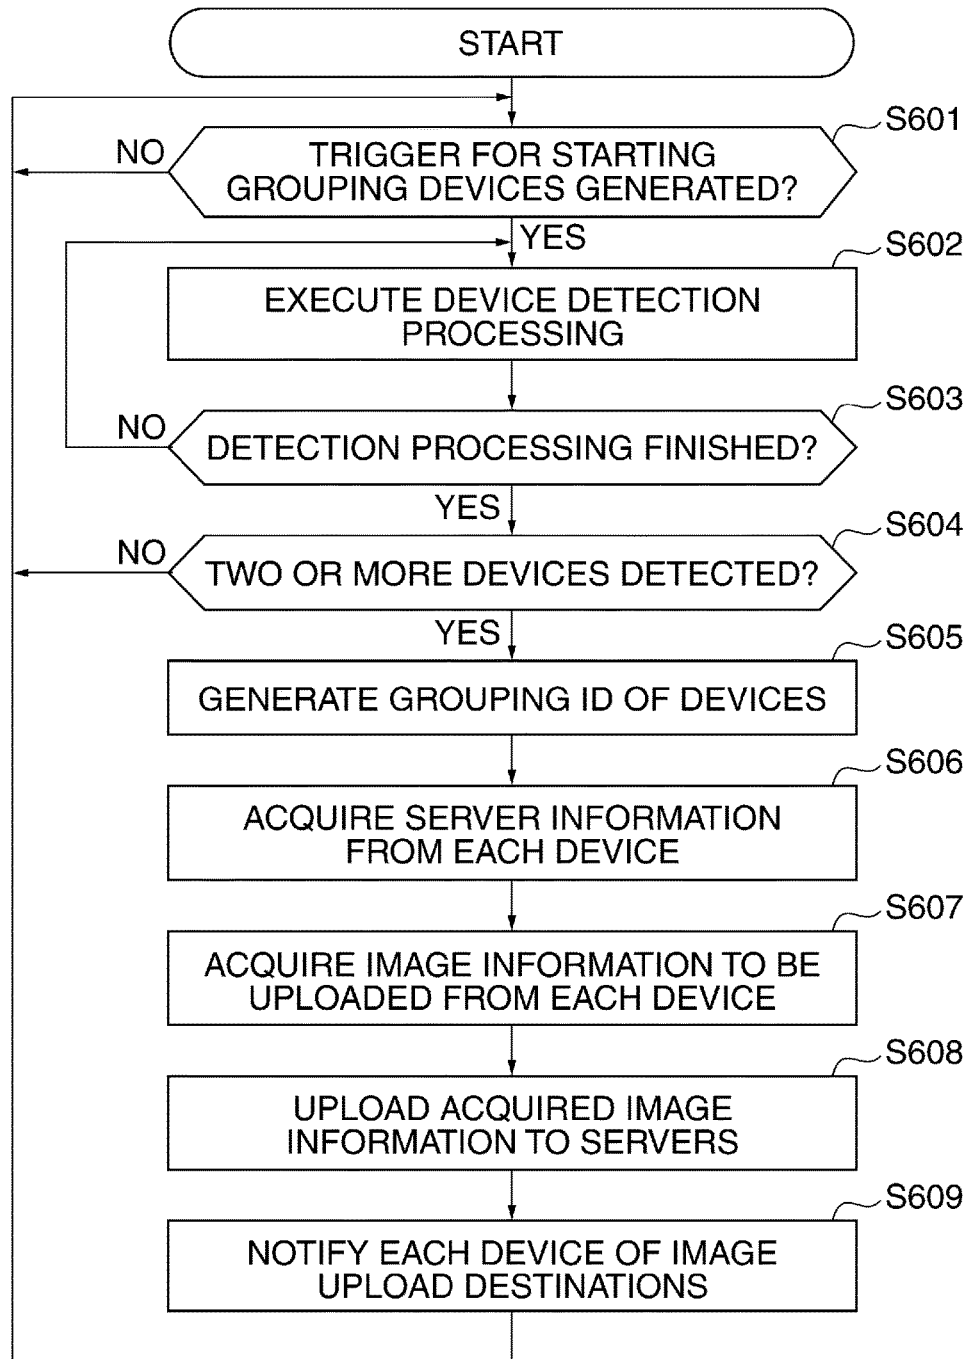 START
S601
NO
TRIGGER FOR STARTING
GROUPING DEVICES GENERATED?
YES
S602
EXECUTE DEVICE DETECTION
PROCESSING
S603
NO
DETECTION PROCESSING FINISHED?
YES
S604
NO
TWO OR MORE DEVICES DETECTED?
YES
S605
GENERATE GROUPING ID OF DEVICES
S606
ACQUIRE SERVER INFORMATION
FROM EACH DEVICE
S607
ACQUIRE IMAGE INFORMATION TO BE
UPLOADED FROM EACH DEVICE
S608
UPLOAD ACQUIRED IMAGE
INFORMATION TO SERVERS
S609
NOTIFY EACH DEVICE OF IMAGE
UPLOAD DESTINATIONS